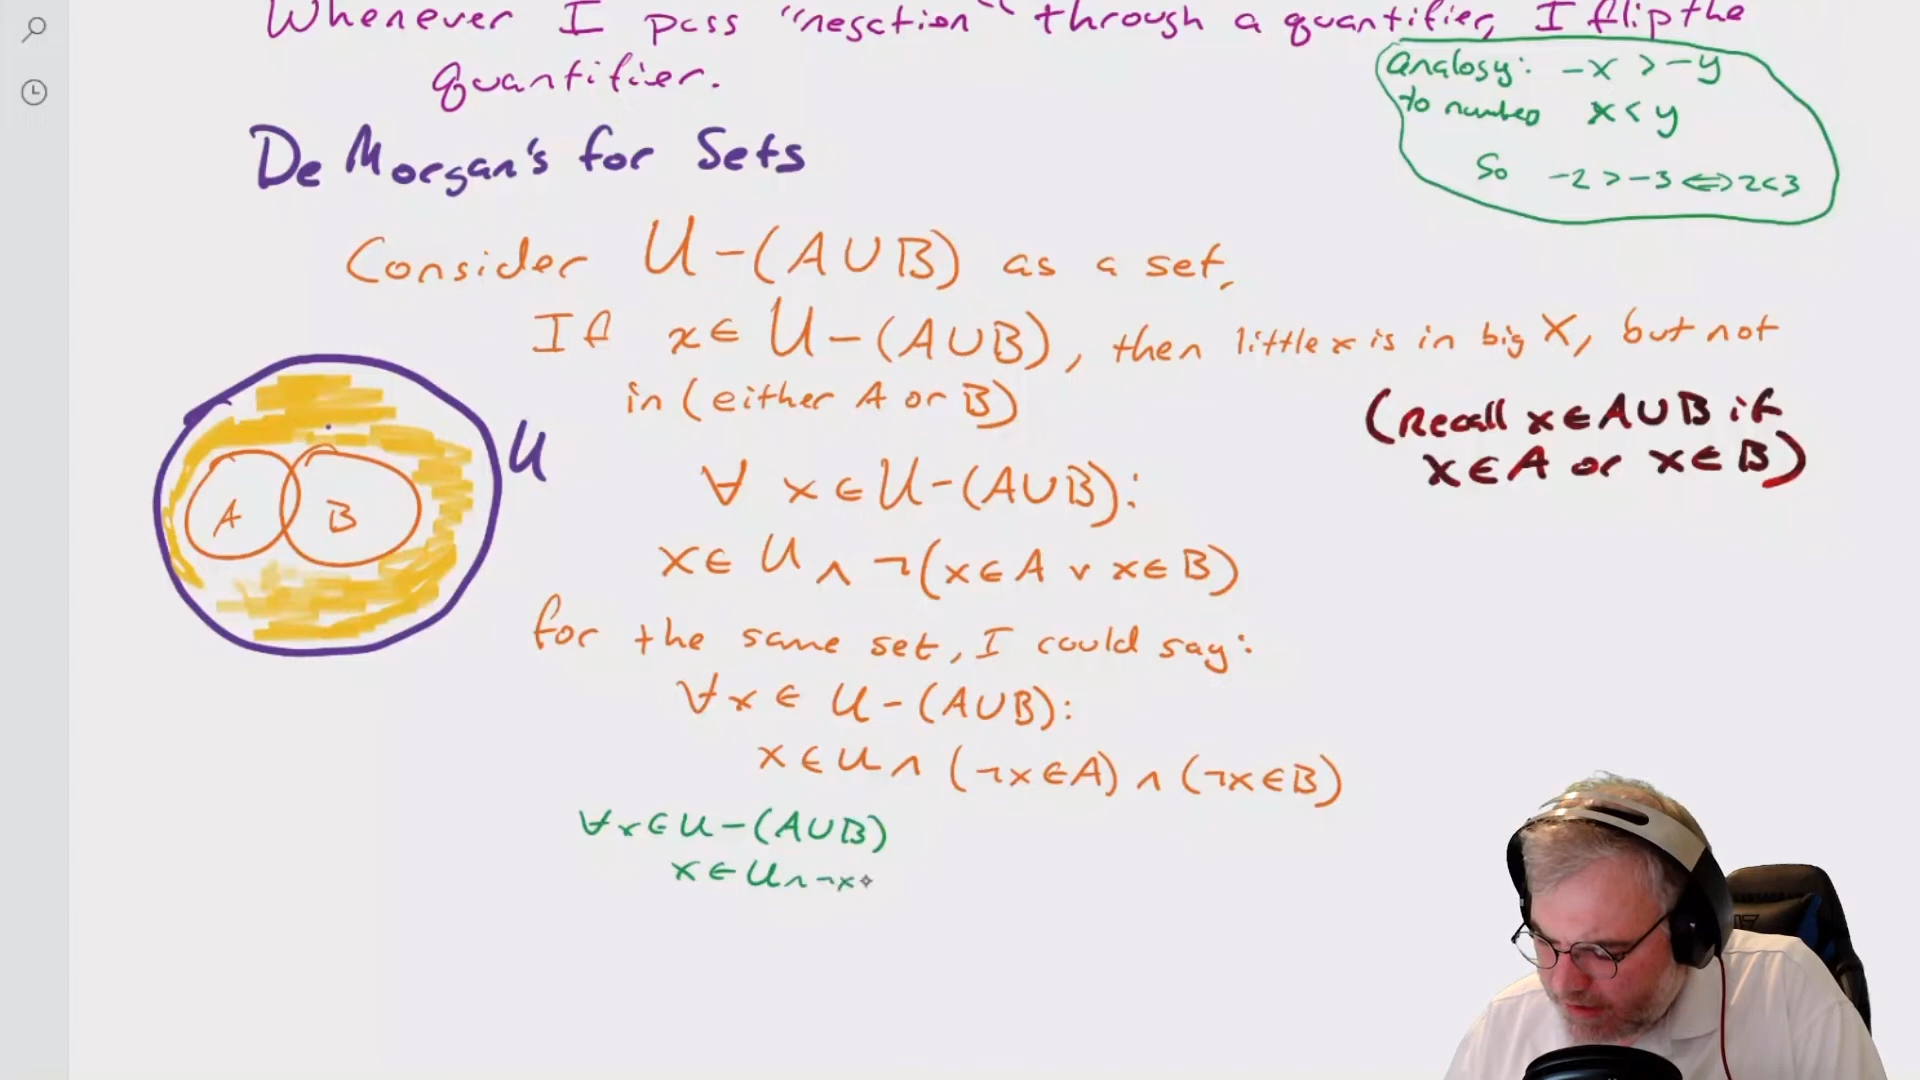 Whenever I pass "negation" through a quantifier, I flip the
quantifier.
analogy: -x > -y
to numbers x < y
So -2 > -3 ⇔ 2 < 3
De Morgan's for Sets
Consider U - (A ∪ B) as a set.
If x ∈ U - (A ∪ B), then little x is in big X, but not
in (either A or B)
(Recall x ∈ A ∪ B if
x ∈ A or x ∈ B)
U
A B
∀ x ∈ U - (A ∪ B):
x ∈ U ∧ ¬(x ∈ A ∨ x ∈ B)
for the same set, I could say:
∀x ∈ U - (A ∪ B):
x ∈ U ∧ (¬x ∈ A) ∧ (¬x ∈ B)
∀x ∈ U - (A ∪ B)
x ∈ U ∧ ¬x